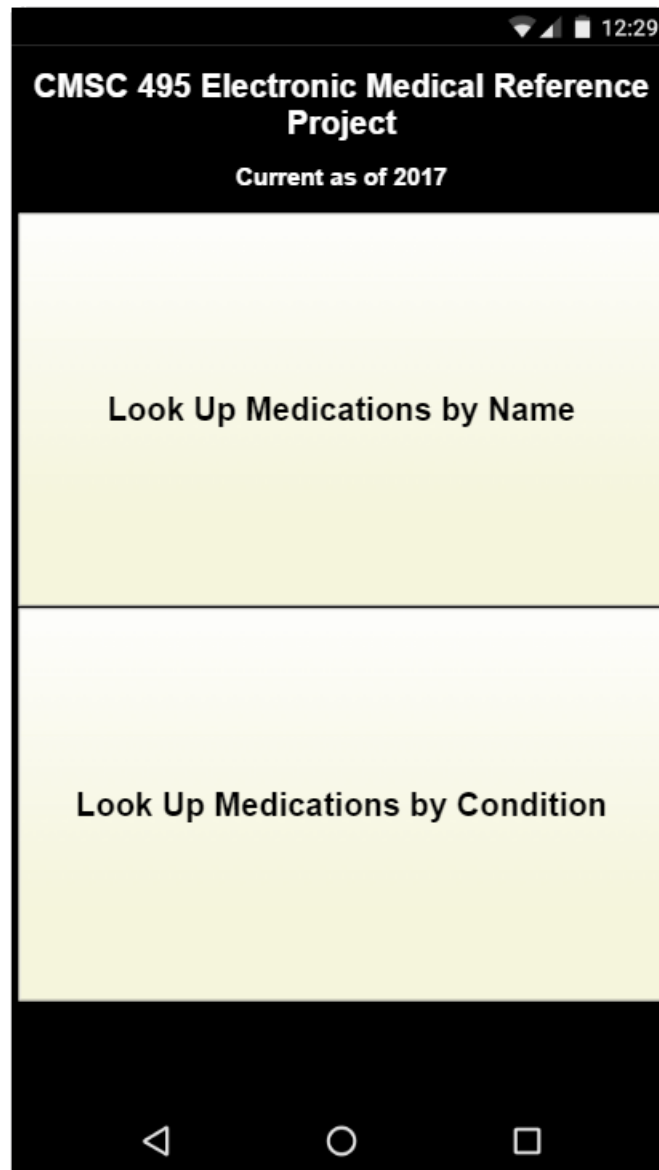 12:29
CMSC 495 Electronic Medical Reference
Project
Current as of 2017
Look Up Medications by Name
Look Up Medications by Condition